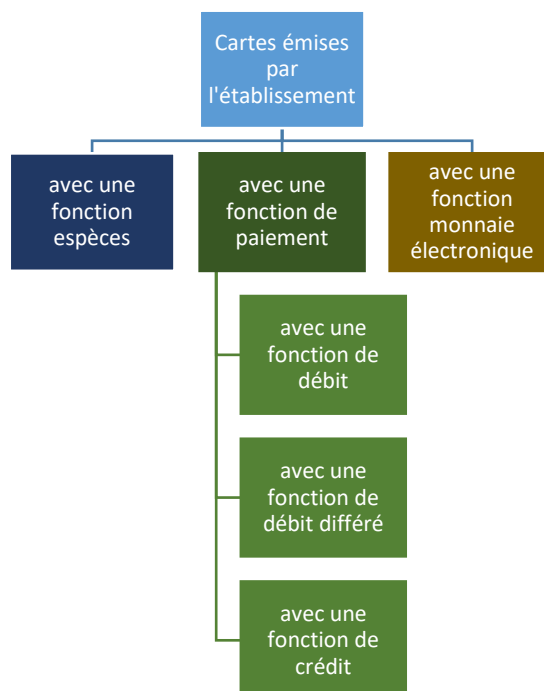 Cartes émises
par
l'établissement
avec une
fonction
espèces
avec une
fonction de
paiement
avec une
fonction
monnaie
électronique
avec une
fonction de
débit
avec une
fonction de
débit différé
avec une
fonction de
crédit